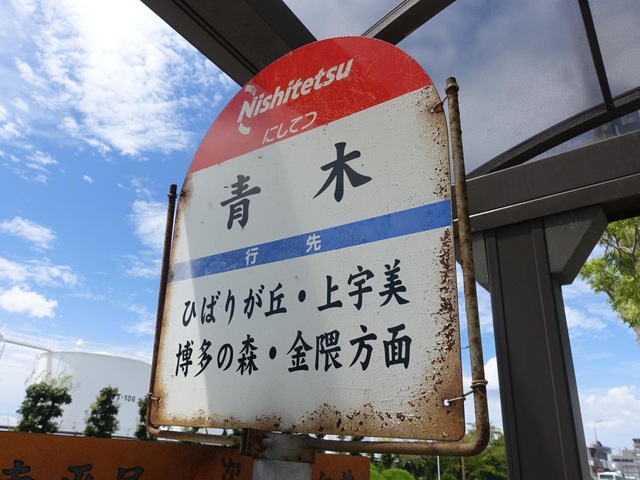 Nishitetsu
にしてつ
青木
行先
ひばりが丘・上宇美
博多の森・金隈方面
T-106